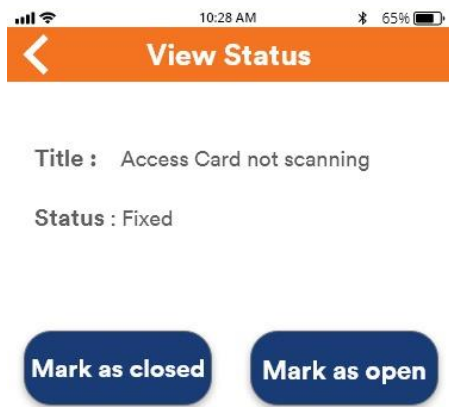 10:28 AM 65%
View Status
Title : Access Card not scanning
Status : Fixed
Mark as closed Mark as open